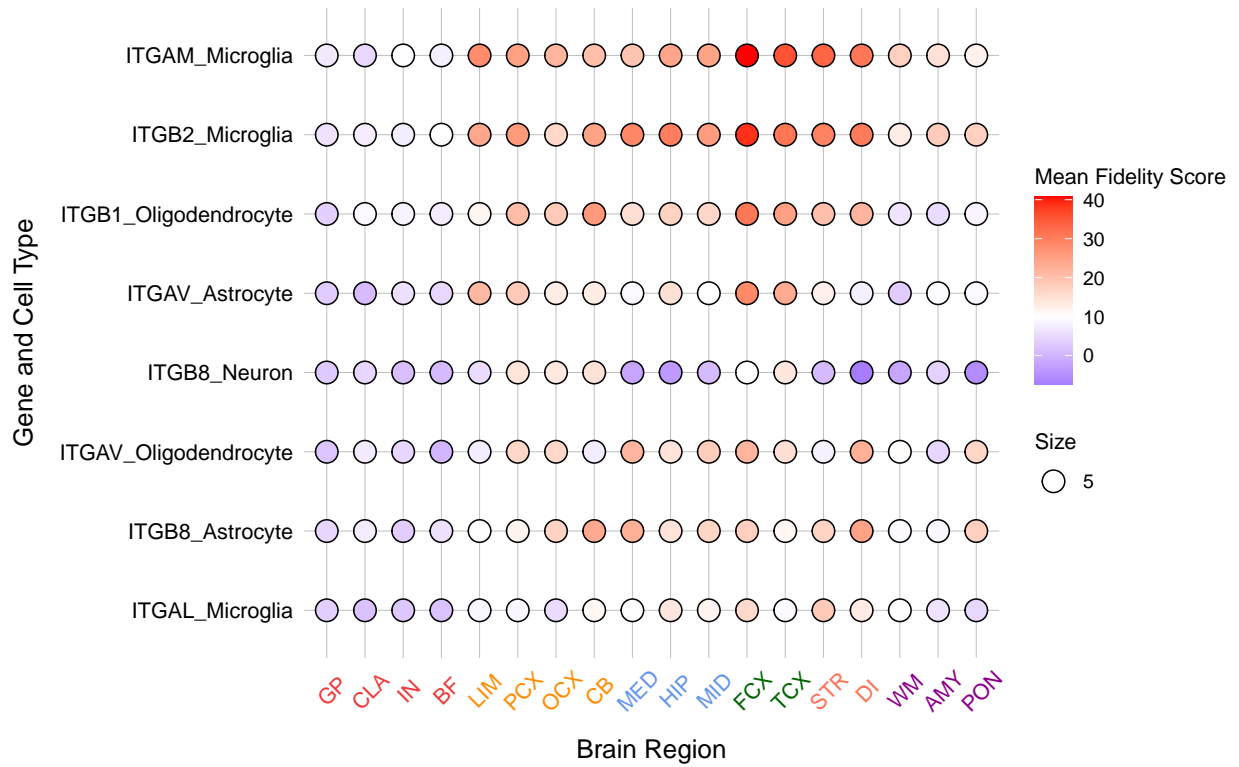 ITGAM_Microglia
ITGB2_Microglia
ITGB1_Oligodendrocyte
ITGAV_Astrocyte
ITGB8_Neuron
ITGAV_Oligodendrocyte
ITGB8_Astrocyte
ITGAL_Microglia
Gene and Cell Type
GP CLA IN BF LIM PCX OCX CB MED HIP MID FCX TCX STR DI WM AMY PON
Brain Region
Mean Fidelity Score
40
30
20
10
0
Size
5